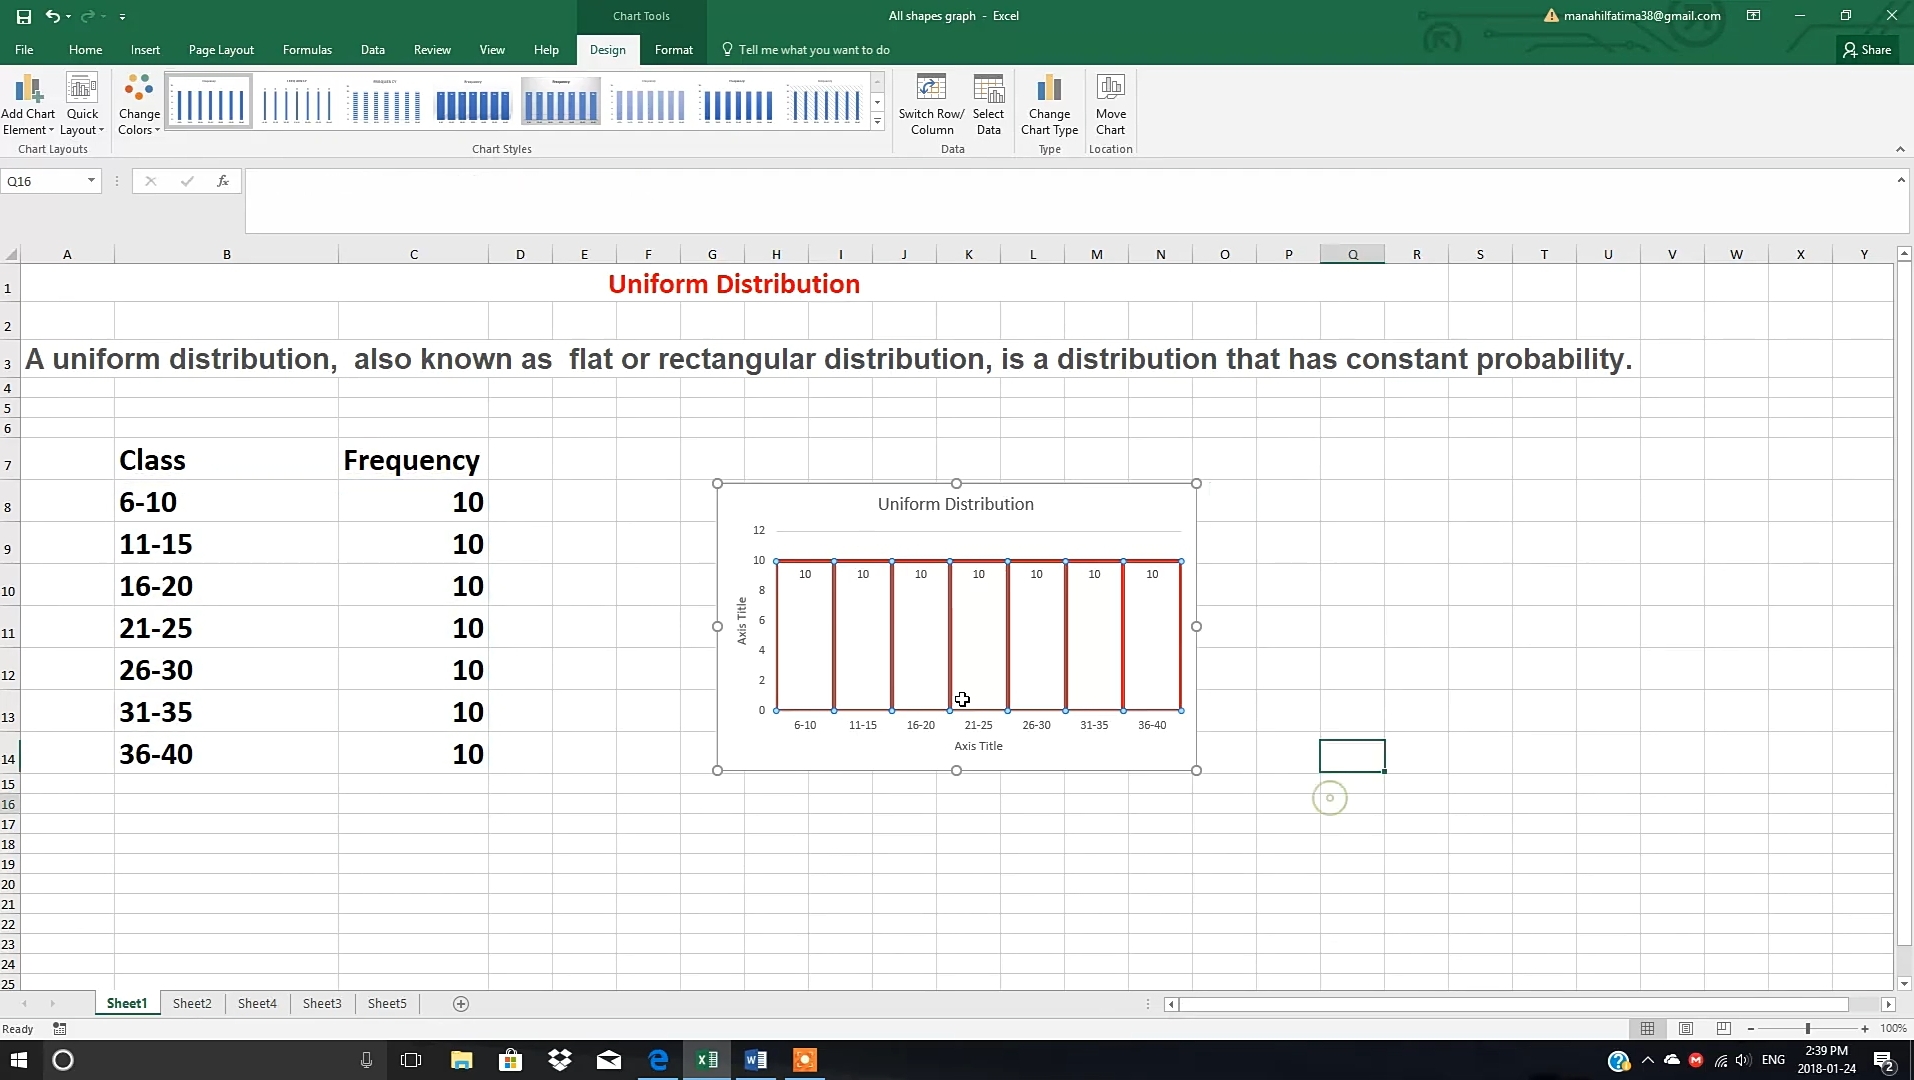 Chart Tools
All shapes graph - Excel
manahilfatima38@gmail.com
File Home Insert Page Layout Formulas Data Review View Help Design Format Tell me what you want to do Share
Add Chart Element
Quick Layout
Change Colors
Switch Row/ Column
Select Data
Change Chart Type
Move Chart
Chart Layouts Chart Styles Data Type Location
Q16 fx
A B C D E F G H I J K L M N O P Q R S T U V W X Y
1 Uniform Distribution
2
3 A uniform distribution, also known as flat or rectangular distribution, is a distribution that has constant probability.
4
5
6
7 Class Frequency
8 6-10 10
9 11-15 10
10 16-20 10
11 21-25 10
12 26-30 10
13 31-35 10
14 36-40 10
15
16
17
18
19
20
21
22
23
24
25
Uniform Distribution
12
10
10 10 10 10 10 10 10
8
6
Axis Title
4
2
0
6-10 11-15 16-20 21-25 26-30 31-35 36-40
Axis Title
Sheet1 Sheet2 Sheet4 Sheet3 Sheet5
Ready 100%
ENG
2:39 PM
2018-01-24
2